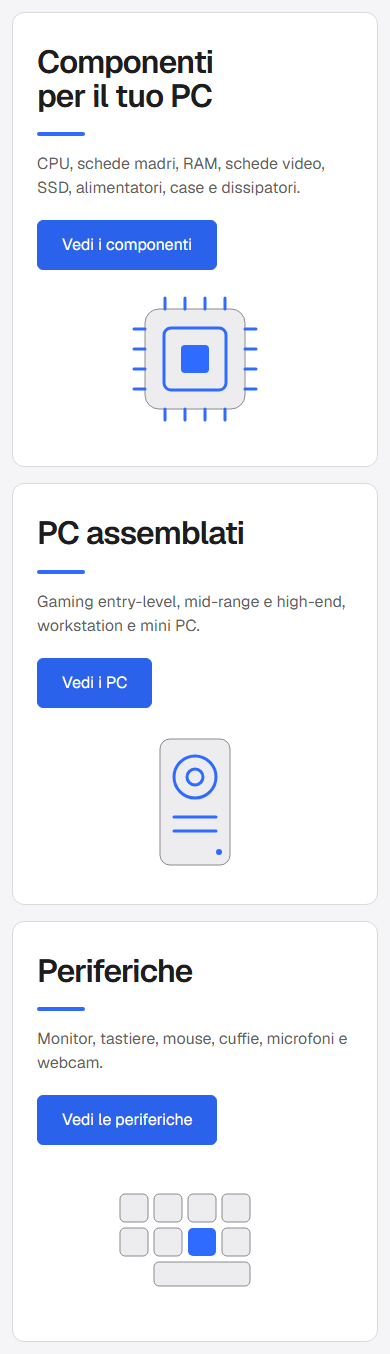 Componenti
per il tuo PC
CPU, schede madri, RAM, schede video,
SSD, alimentatori, case e dissipatori.
Vedi i componenti
PC assemblati
Gaming entry-level, mid-range e high-end,
workstation e mini PC.
Vedi i PC
Periferiche
Monitor, tastiere, mouse, cuffie, microfoni e
webcam.
Vedi le periferiche